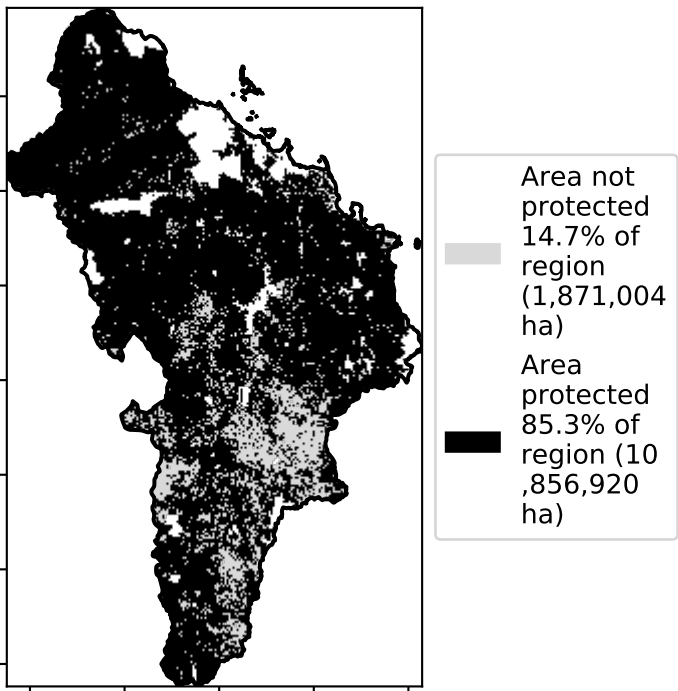 Area not
protected
14.7% of
region
(1,871,004
ha)
Area
protected
85.3% of
region (10
,856,920
ha)